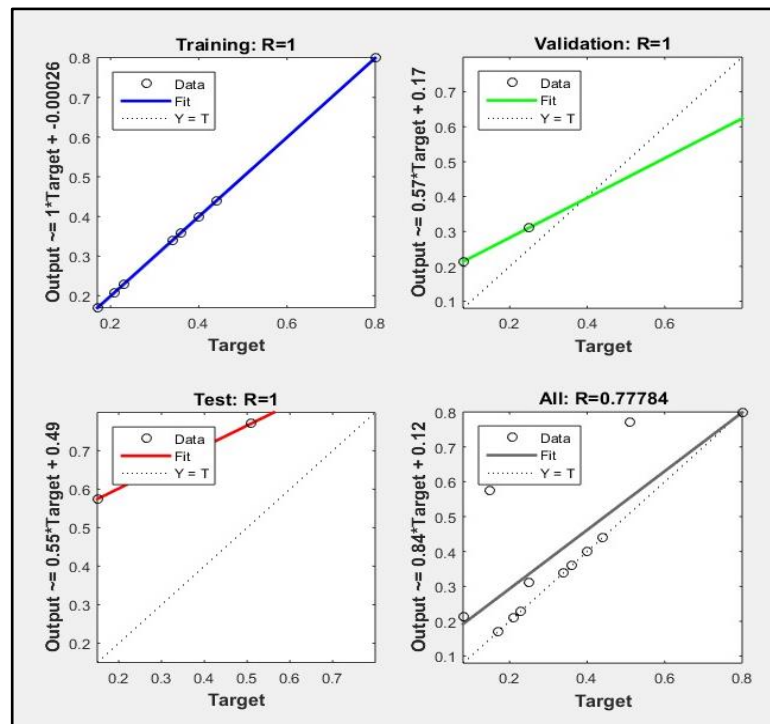 Training: R=1
Output ~= 1*Target + -0.00026
0.8
0.7
0.6
0.5
0.4
0.3
0.2
Data
Fit
Y = T
0.2
0.4
0.6
0.8
Target
Validation: R=1
Output ~= 0.57*Target + 0.17
0.7
0.6
0.5
0.4
0.3
0.2
0.1
Data
Fit
Y = T
0.2
0.4
0.6
Target
Test: R=1
Output ~= 0.55*Target + 0.49
0.7
0.6
0.5
0.4
0.3
0.2
Data
Fit
Y = T
0.2
0.3
0.4
0.5
0.6
0.7
Target
All: R=0.77784
Output ~= 0.84*Target + 0.12
0.8
0.7
0.6
0.5
0.4
0.3
0.2
0.1
Data
Fit
Y = T
0.2
0.4
0.6
0.8
Target